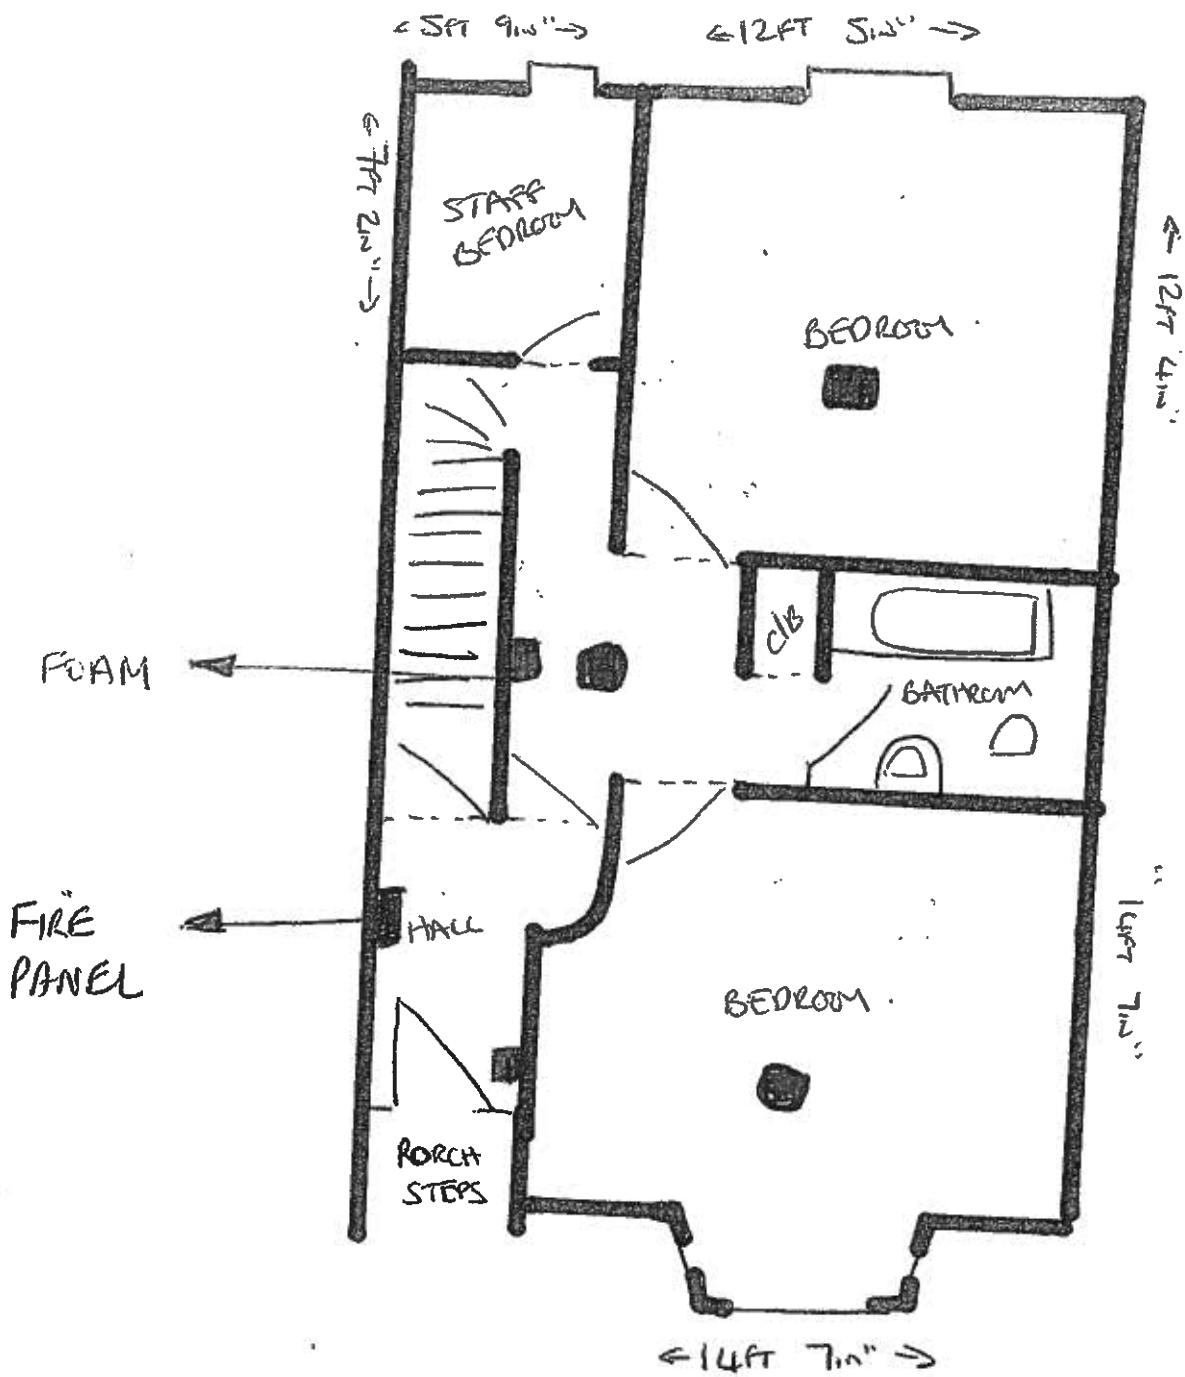 ←5FT 9in"→
←12FT 5in"→
←7FT 2in"→
STAFF
BEDROOM
BEDROOM
←12FT 4in"
C/B
FOAM
BATHROOM
FIRE
PANEL
HALL
BEDROOM
14FT 7in"
PORCH
STEPS
←14FT 7in"→